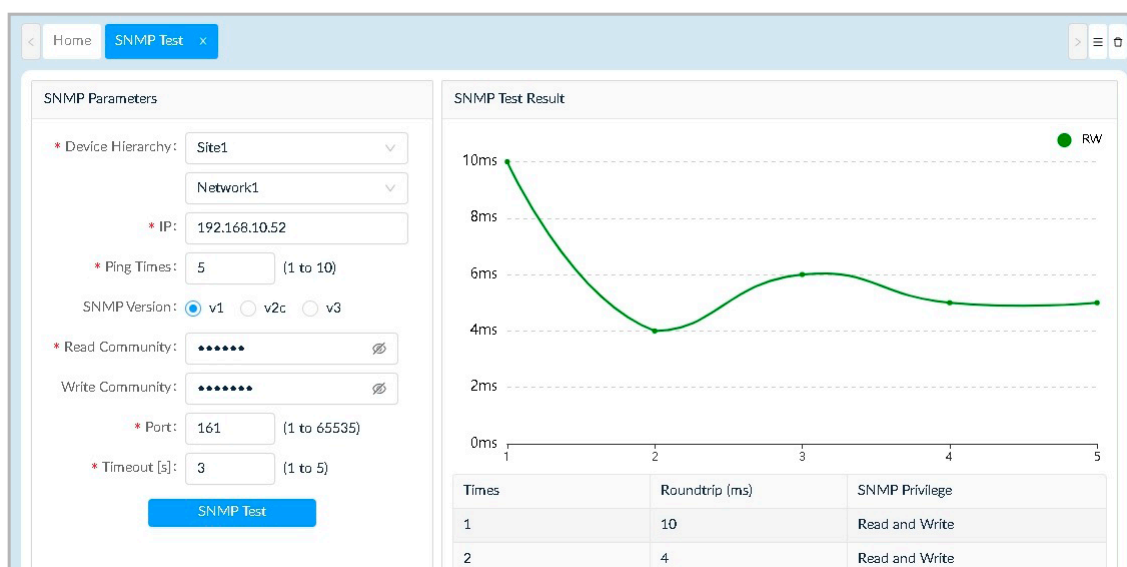 < Home SNMP Test x >
SNMP Parameters
* Device Hierarchy: Site1
Network1
* IP: 192.168.10.52
* Ping Times: 5 (1 to 10)
SNMP Version: v1 v2c v3
* Read Community: ••••••
Write Community: •••••••
* Port: 161 (1 to 65535)
* Timeout [s]: 3 (1 to 5)
SNMP Test
SNMP Test Result
RW
10ms
8ms
6ms
4ms
2ms
0ms
1 2 3 4 5
Times Roundtrip (ms) SNMP Privilege
1 10 Read and Write
2 4 Read and Write